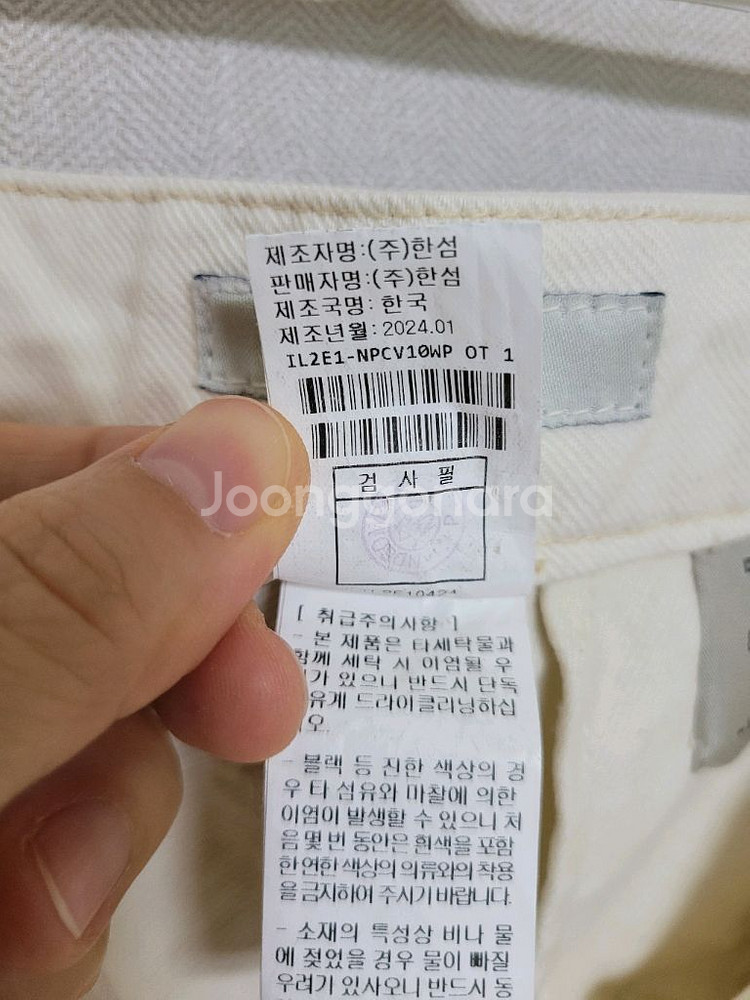 제조자명:(주)한섬
판매자명:(주)한섬
제조국명: 한국
제조년월: 2024.01
IL2E1-NPCV10WP OT 1
검 사 필
Joonggonara
[ 취급주의사항 ]
- 본 제품은 타세탁물과
함께 세탁 시 이염될 우
가 있으니 반드시 단독
유게 드라이클리닝하십
오.
- 블랙 등 진한 색상의 경
우 타 섬유와 마찰에 의한
이염이 발생할 수 있으니 처
음 몇 번 동안은 흰색을 포함
한 연한 색상의 의류와의 착용
을 금지하여 주시기 바랍니다.
- 소재의 특성상 비나 물
에 젖었을 경우 물이 빠질
우려가 있사오니 반드시 동